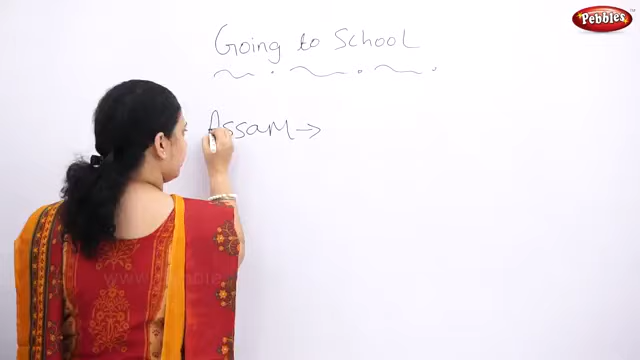 Pebbles
Going to School
Assam →